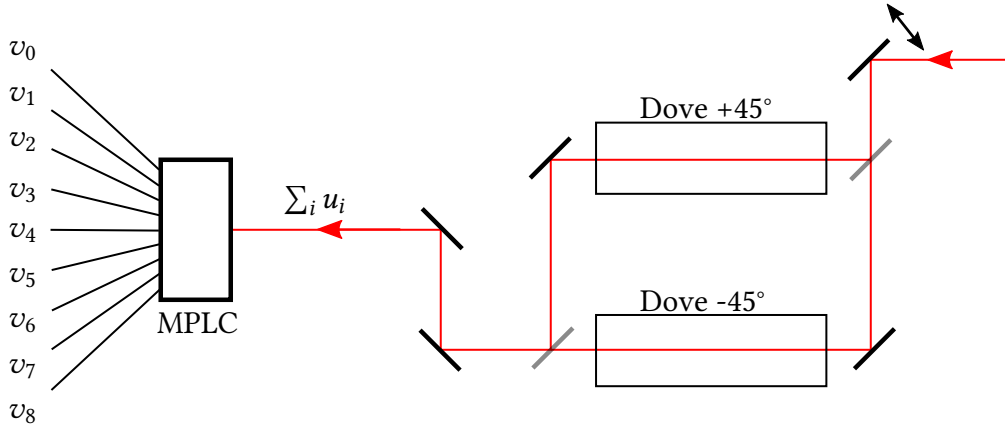 v₀
v₁
v₂
v₃
v₄
v₅
v₆
v₇
v₈
MPLC
∑ᵢ uᵢ
Dove +45°
Dove -45°